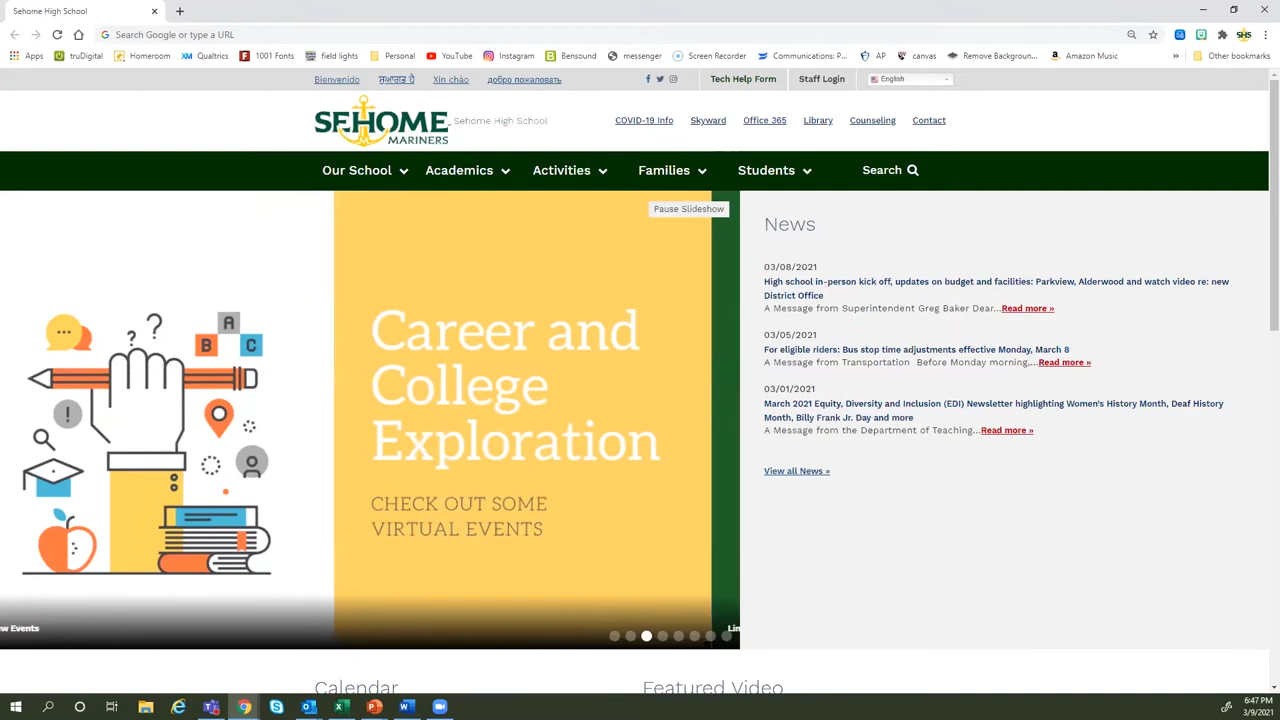 Sehome High School
Search Google or type a URL
Apps truDigital Homeroom Qualtrics 1001 Fonts field lights Personal YouTube Instagram Bensound messenger Screen Recorder Communications: P... AP canvas Remove Backgroun... Amazon Music » Other bookmarks
Bienvenido ਸੁਆਗਤ ਹੈ Xin chào добро пожаловать Tech Help Form Staff Login English
SEHOME MARINERS
Sehome High School COVID-19 Info Skyward Office 365 Library Counseling Contact
Our School Academics Activities Families Students Search
Pause Slideshow
A
B C
Career and
College
Exploration
CHECK OUT SOME
VIRTUAL EVENTS
w Events
Lin
News
03/08/2021
High school in-person kick off, updates on budget and facilities: Parkview, Alderwood and watch video re: new
District Office
A Message from Superintendent Greg Baker Dear...Read more »
03/05/2021
For eligible riders: Bus stop time adjustments effective Monday, March 8
A Message from Transportation Before Monday morning,...Read more »
03/01/2021
March 2021 Equity, Diversity and Inclusion (EDI) Newsletter highlighting Women's History Month, Deaf History
Month, Billy Frank Jr. Day and more
A Message from the Department of Teaching...Read more »
View all News »
Calendar Featured Video
6:47 PM
3/9/2021